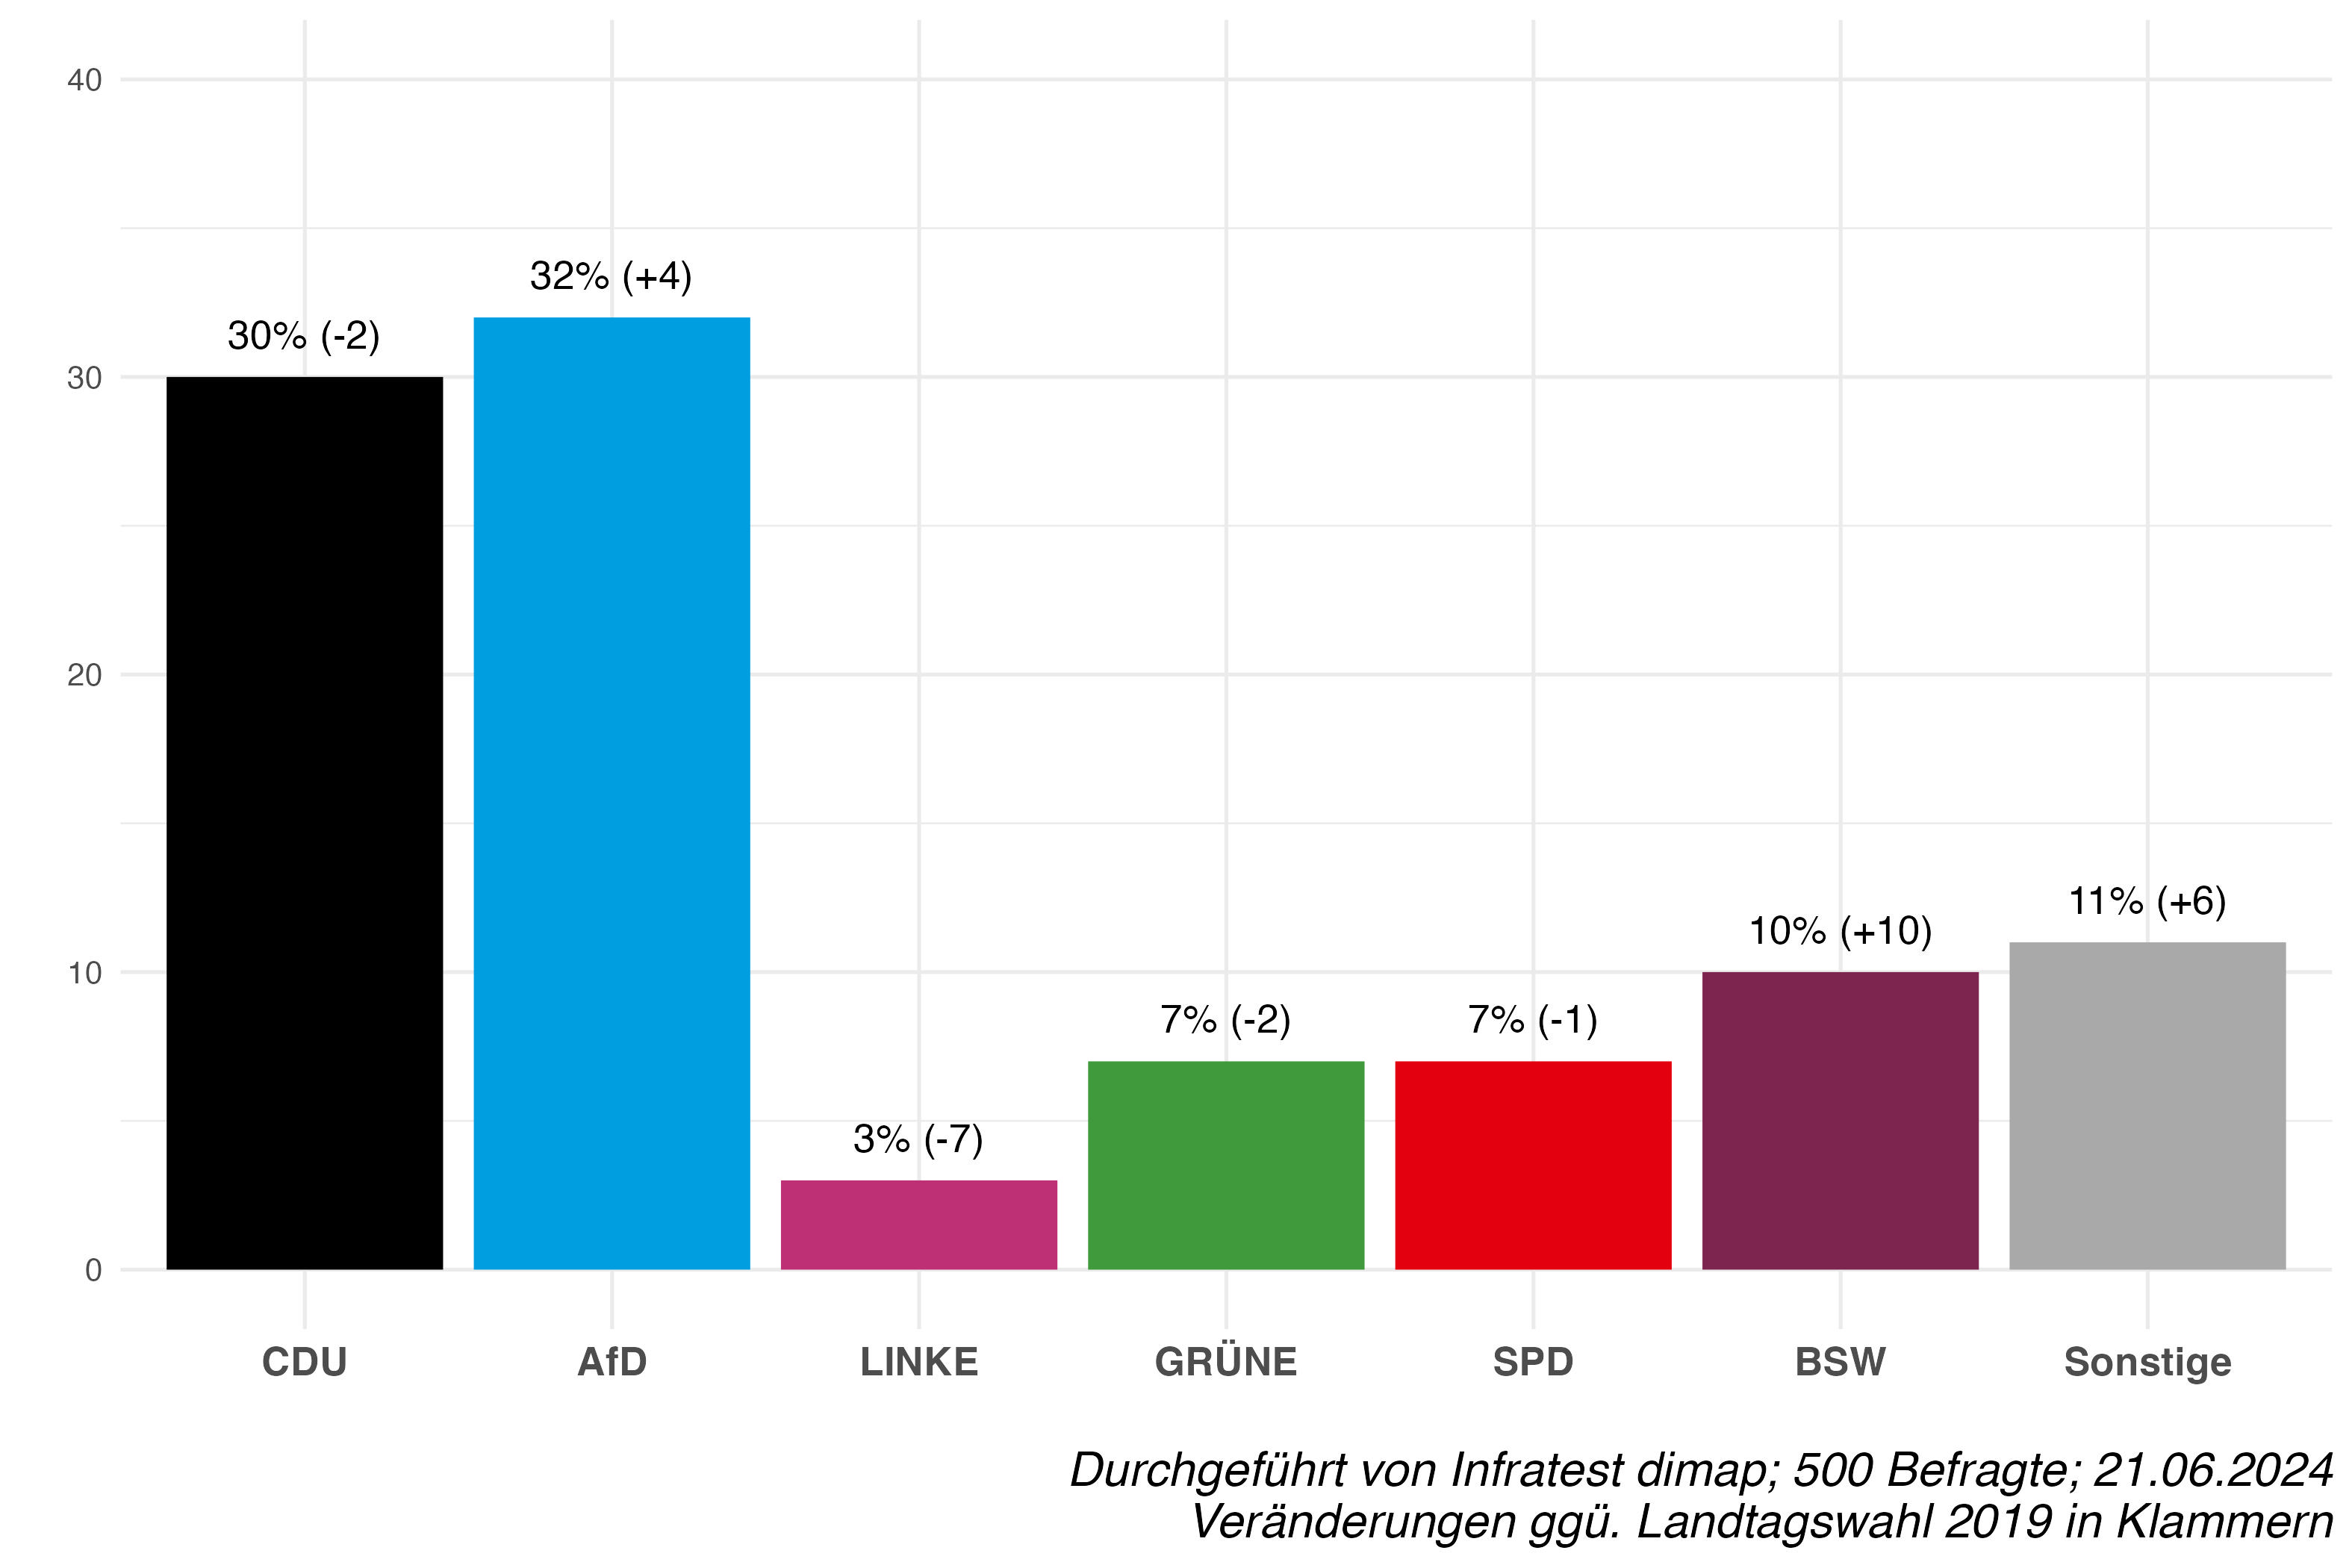 40
30
20
10
0
32% (+4)
30% (-2)
11% (+6)
10% (+10)
7% (-2)
7% (-1)
3% (-7)
CDU
AfD
LINKE
GRÜNE
SPD
BSW
Sonstige
Durchgeführt von Infratest dimap; 500 Befragte; 21.06.2024
Veränderungen ggü. Landtagswahl 2019 in Klammern